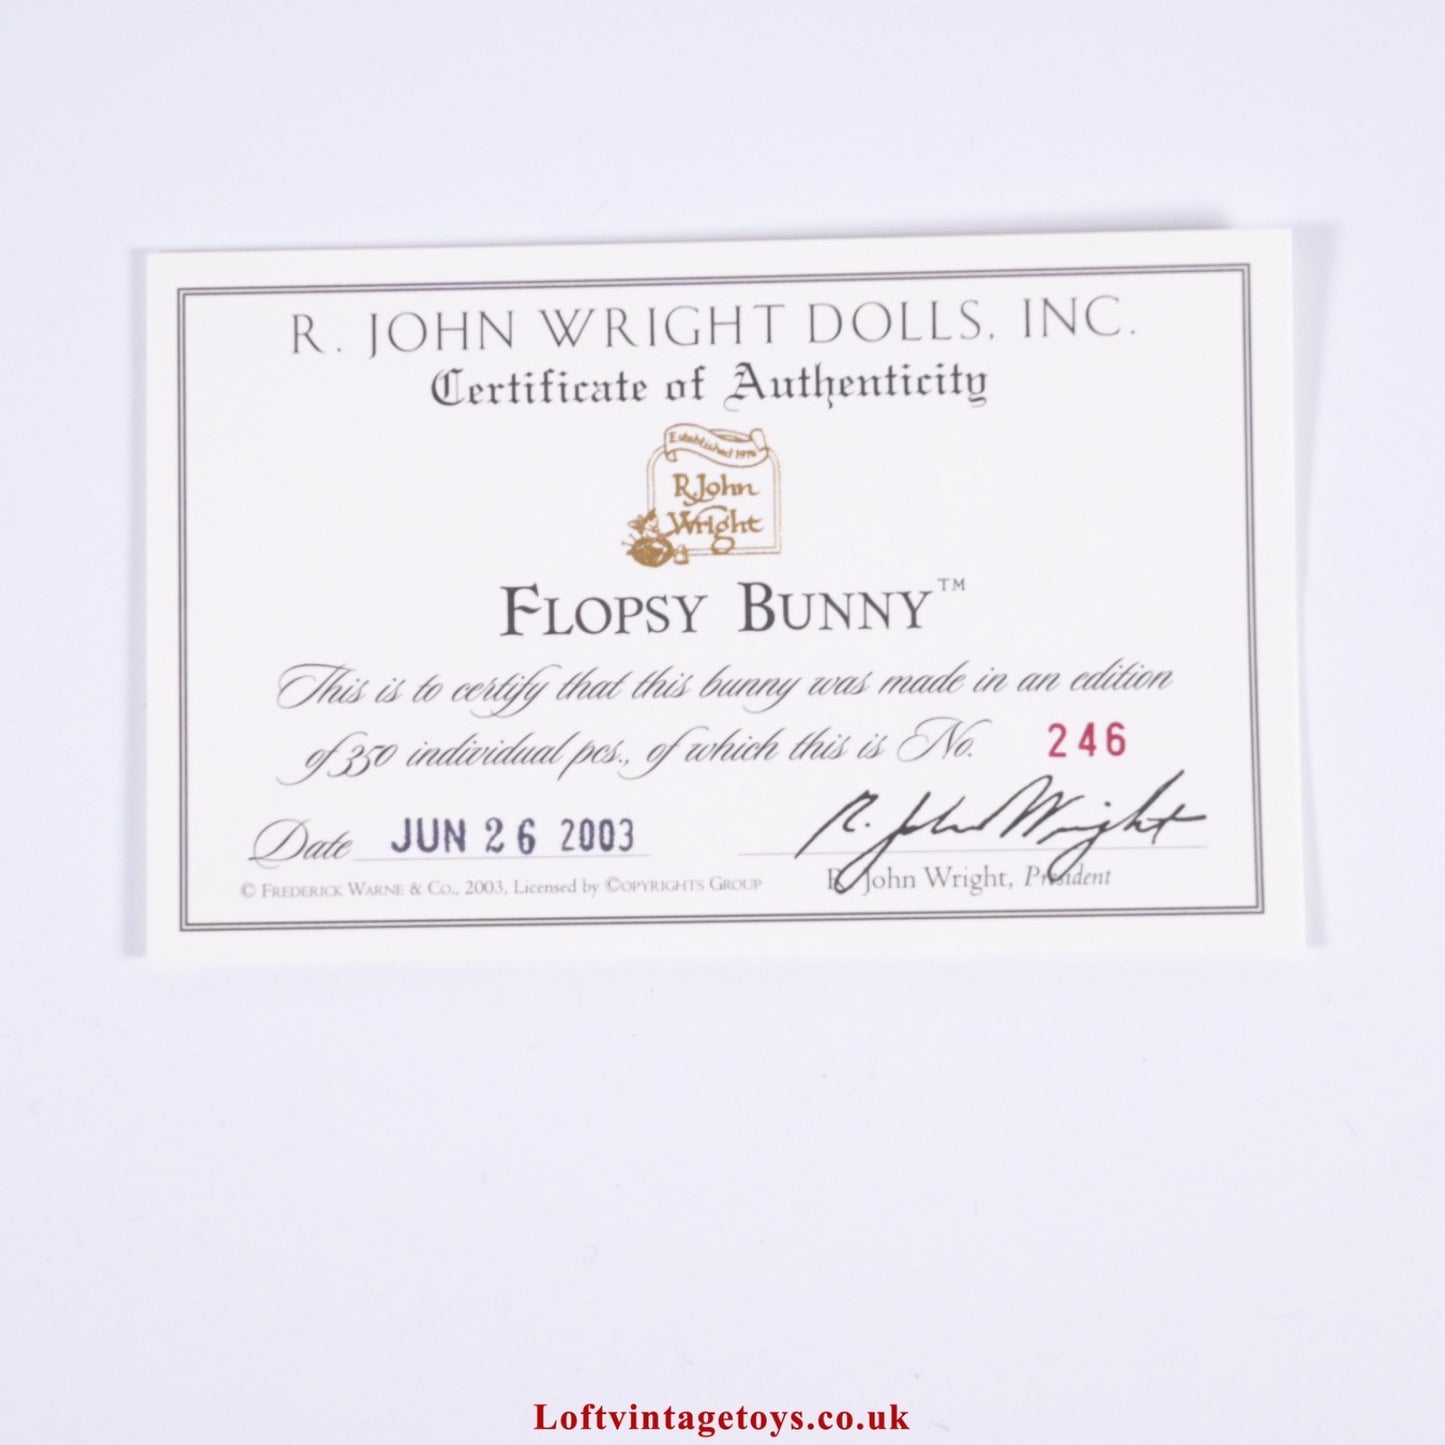 R. JOHN WRIGHT DOLLS, INC.
Certificate of Authenticity
Established 1976
R. John
Wright
FLOPSY BUNNY™
This is to certify that this bunny was made in an edition
of 350 individual pcs., of which this is No. 246
Date JUN 26 2003
R. John Wright
© FREDERICK WARNE & CO., 2003, Licensed by ©OPYRIGHTS GROUP
R. John Wright, President
Loftvintagetoys.co.uk